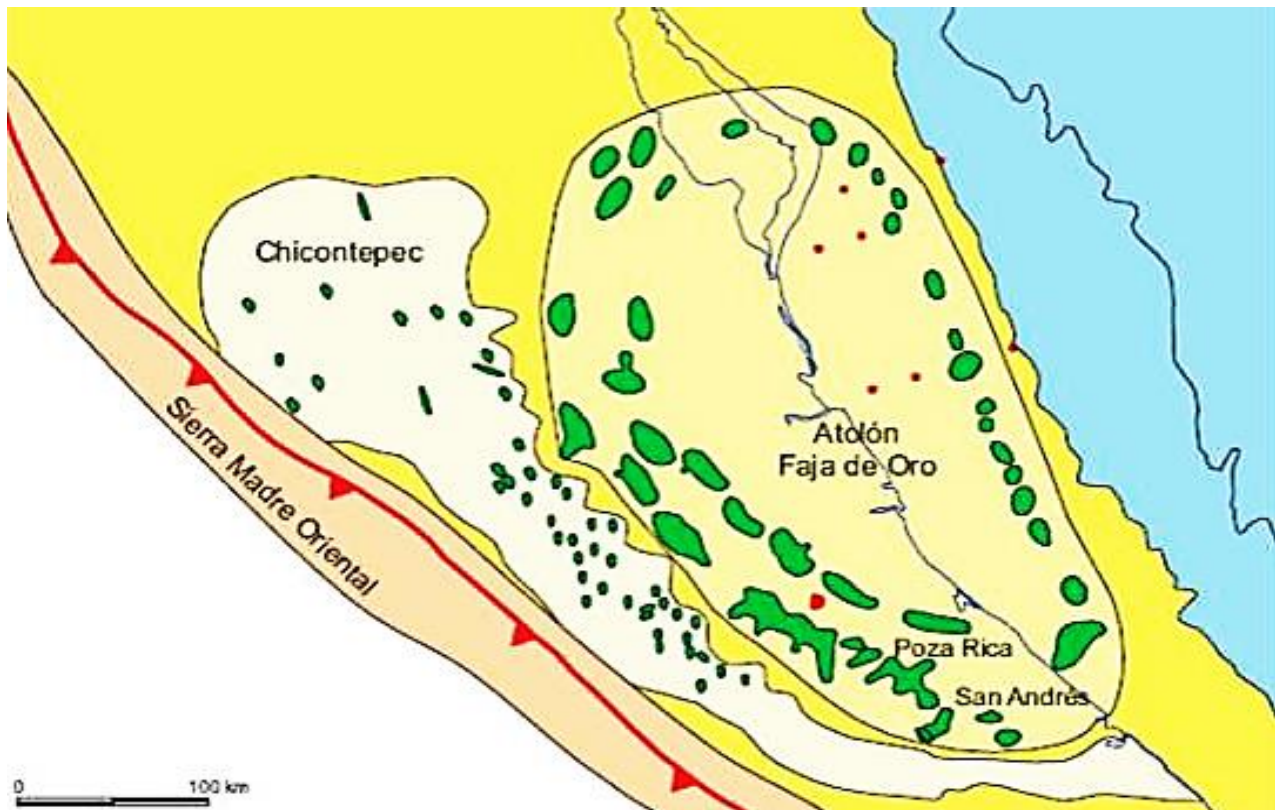 Chicontepec
Sierra Madre Oriental
Atolón
Faja de Oro
Poza Rica
San Andrés
0 100 km